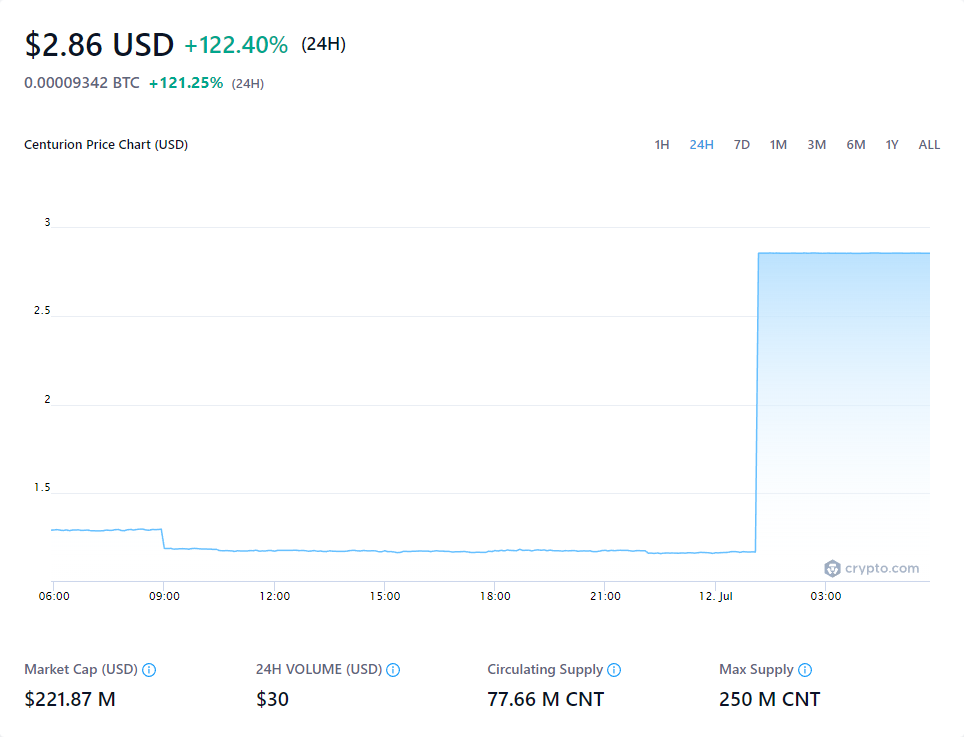 $2.86 USD +122.40% (24H)
0.00009342 BTC +121.25% (24H)
Centurion Price Chart (USD) 1H 24H 7D 1M 3M 6M 1Y ALL
3
2.5
2
1.5
crypto.com
06:00 09:00 12:00 15:00 18:00 21:00 12. Jul 03:00
Market Cap (USD) 24H VOLUME (USD) Circulating Supply Max Supply
$221.87 M $30 77.66 M CNT 250 M CNT